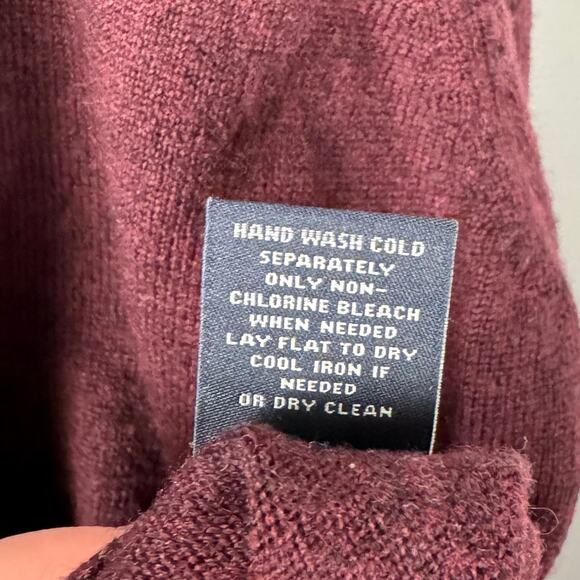 HAND WASH COLD
SEPARATELY
ONLY NON-
CHLORINE BLEACH
WHEN NEEDED
LAY FLAT TO DRY
COOL IRON IF
NEEDED
OR DRY CLEAN